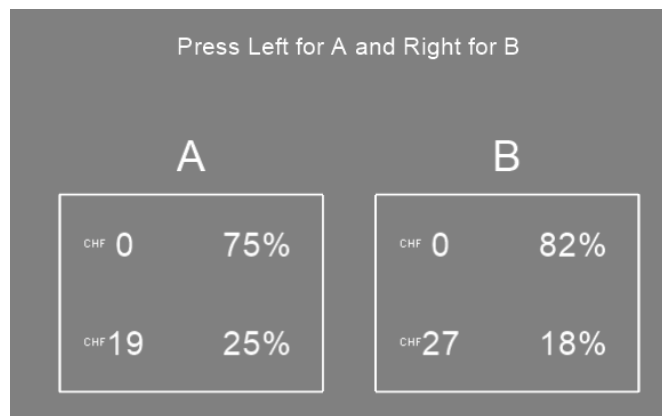 Press Left for A and Right for B
A B
CHF 0 75% CHF 0 82%
CHF 19 25% CHF 27 18%